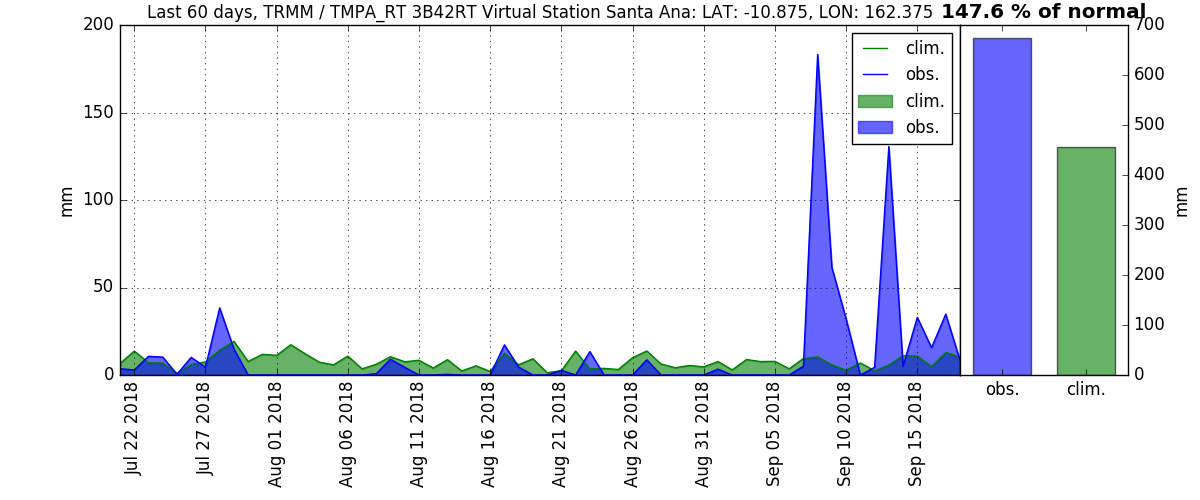 Last 60 days, TRMM / TMPA_RT 3B42RT Virtual Station Santa Ana: LAT: -10.875, LON: 162.375 147.6 % of normal
200
150
100
50
0
mm
clim.
obs.
clim.
obs.
700
600
500
400
300
200
100
0
mm
obs.
clim.
Jul 22 2018
Jul 27 2018
Aug 01 2018
Aug 06 2018
Aug 11 2018
Aug 16 2018
Aug 21 2018
Aug 26 2018
Aug 31 2018
Sep 05 2018
Sep 10 2018
Sep 15 2018